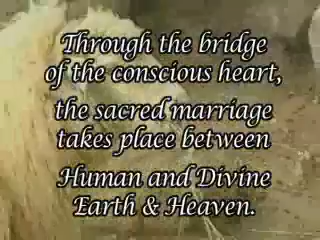 Through the bridge
of the conscious heart,
the sacred marriage
takes place between
Human and Divine
Earth & Heaven.